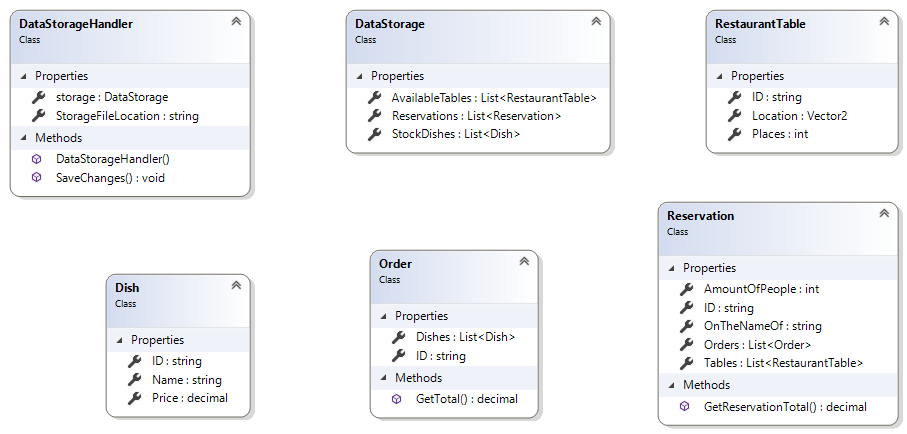 DataStorageHandler
Class
Properties
storage : DataStorage
StorageFileLocation : string
Methods
DataStorageHandler()
SaveChanges() : void
DataStorage
Class
Properties
AvailableTables : List<RestaurantTable>
Reservations : List<Reservation>
StockDishes : List<Dish>
RestaurantTable
Class
Properties
ID : string
Location : Vector2
Places : int
Dish
Class
Properties
ID : string
Name : string
Price : decimal
Order
Class
Properties
Dishes : List<Dish>
ID : string
Methods
GetTotal() : decimal
Reservation
Class
Properties
AmountOfPeople : int
ID : string
OnTheNameOf : string
Orders : List<Order>
Tables : List<RestaurantTable>
Methods
GetReservationTotal() : decimal